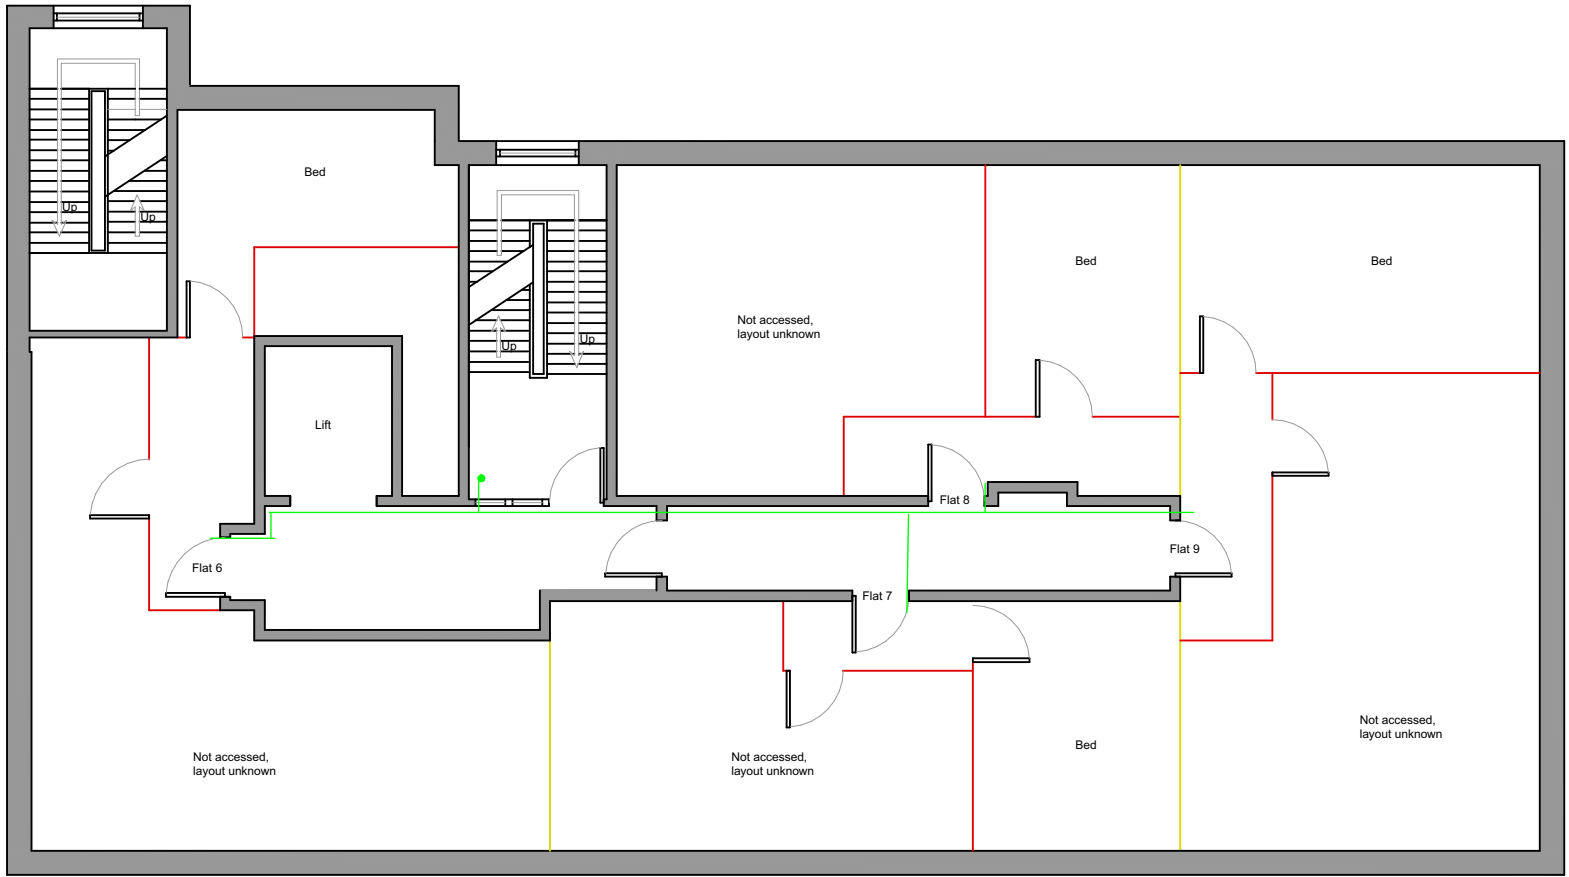 Bed
Up
Up
Bed
Bed
Not accessed,
layout unknown
Up
Up
Lift
Flat 8
Flat 9
Flat 6
Flat 7
Not accessed,
layout unknown
Bed
Not accessed,
layout unknown
Not accessed,
layout unknown